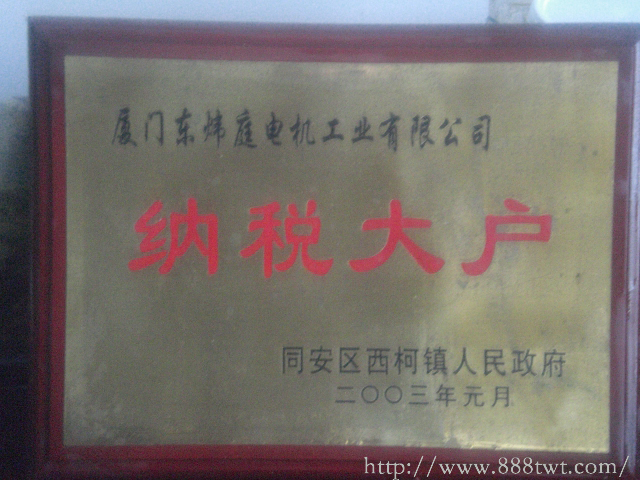 厦门东炜庭电机工业有限公司
纳税大户
同安区西柯镇人民政府
二〇〇三年元月
http://www.888twt.com/